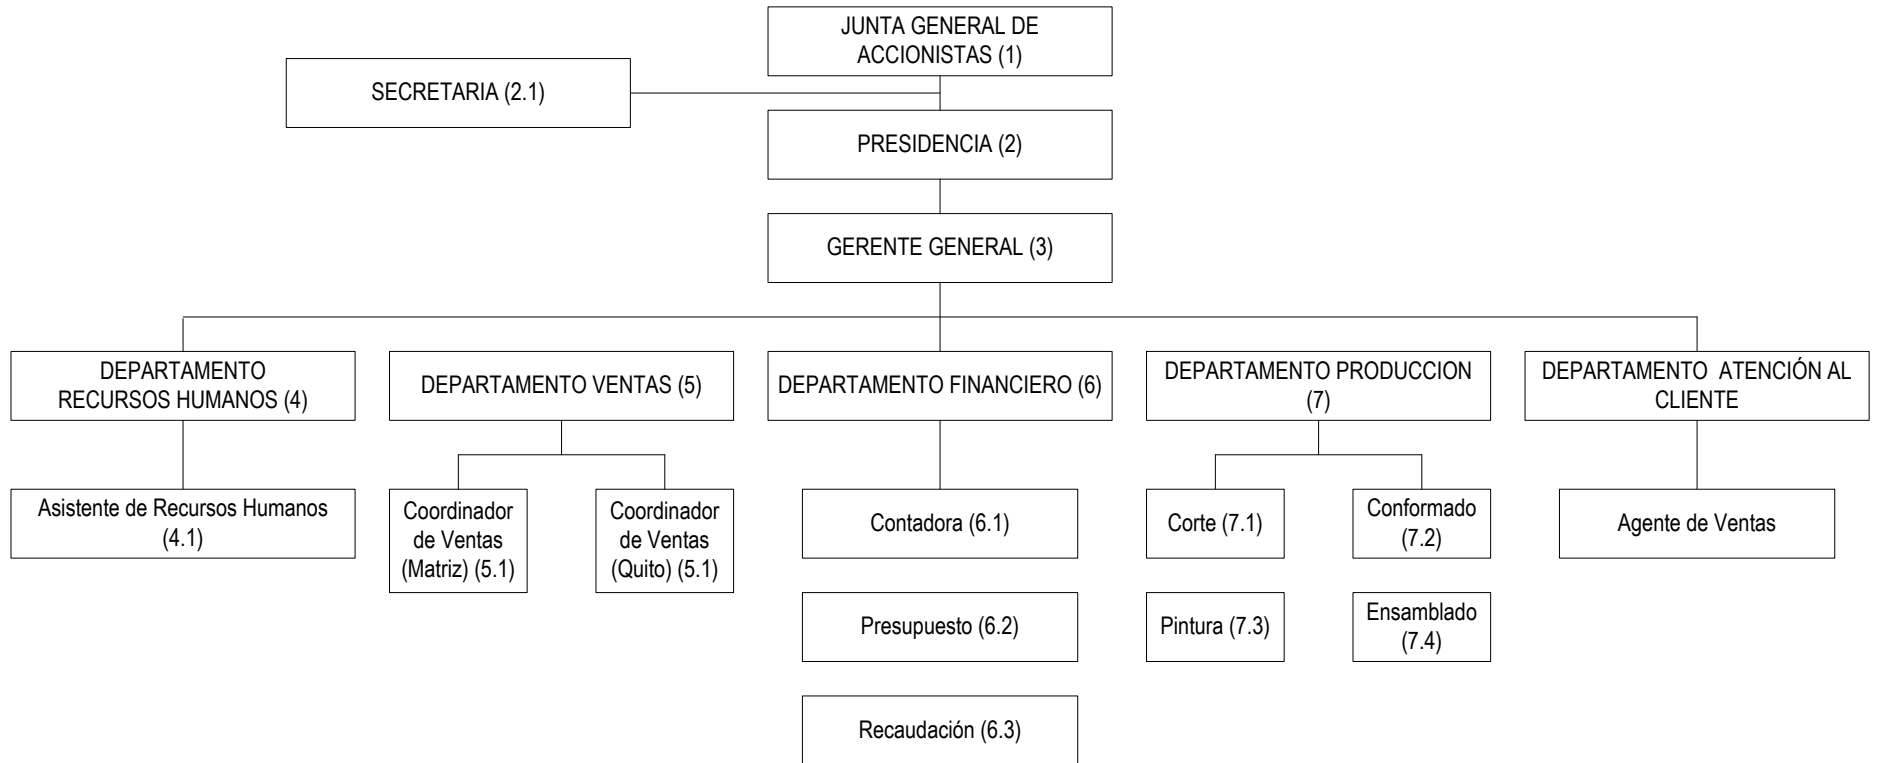 JUNTA GENERAL DE
ACCIONISTAS (1)
SECRETARIA (2.1)
PRESIDENCIA (2)
GERENTE GENERAL (3)
DEPARTAMENTO
RECURSOS HUMANOS (4)
DEPARTAMENTO VENTAS (5)
DEPARTAMENTO FINANCIERO (6)
DEPARTAMENTO PRODUCCION
(7)
DEPARTAMENTO ATENCIÓN AL
CLIENTE
Asistente de Recursos Humanos
(4.1)
Coordinador
de Ventas
(Matriz) (5.1)
Coordinador
de Ventas
(Quito) (5.1)
Contadora (6.1)
Corte (7.1)
Conformado
(7.2)
Agente de Ventas
Presupuesto (6.2)
Pintura (7.3)
Ensamblado
(7.4)
Recaudación (6.3)